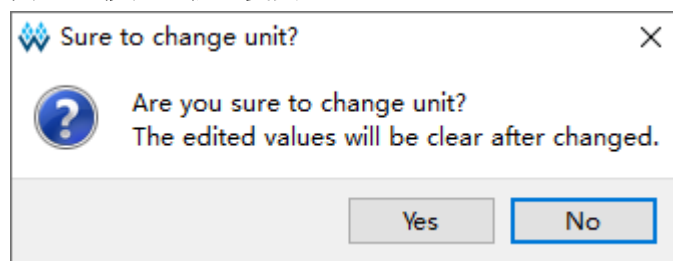 Sure to change unit?
Are you sure to change unit?
The edited values will be clear after changed.
Yes No